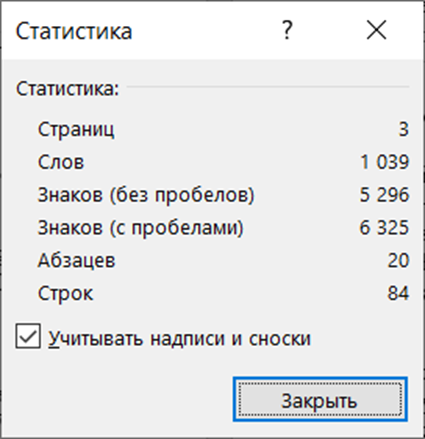 Статистика ?
Статистика:
Страниц 3
Слов 1 039
Знаков (без пробелов) 5 296
Знаков (с пробелами) 6 325
Абзацев 20
Строк 84
Учитывать надписи и сноски
Закрыть